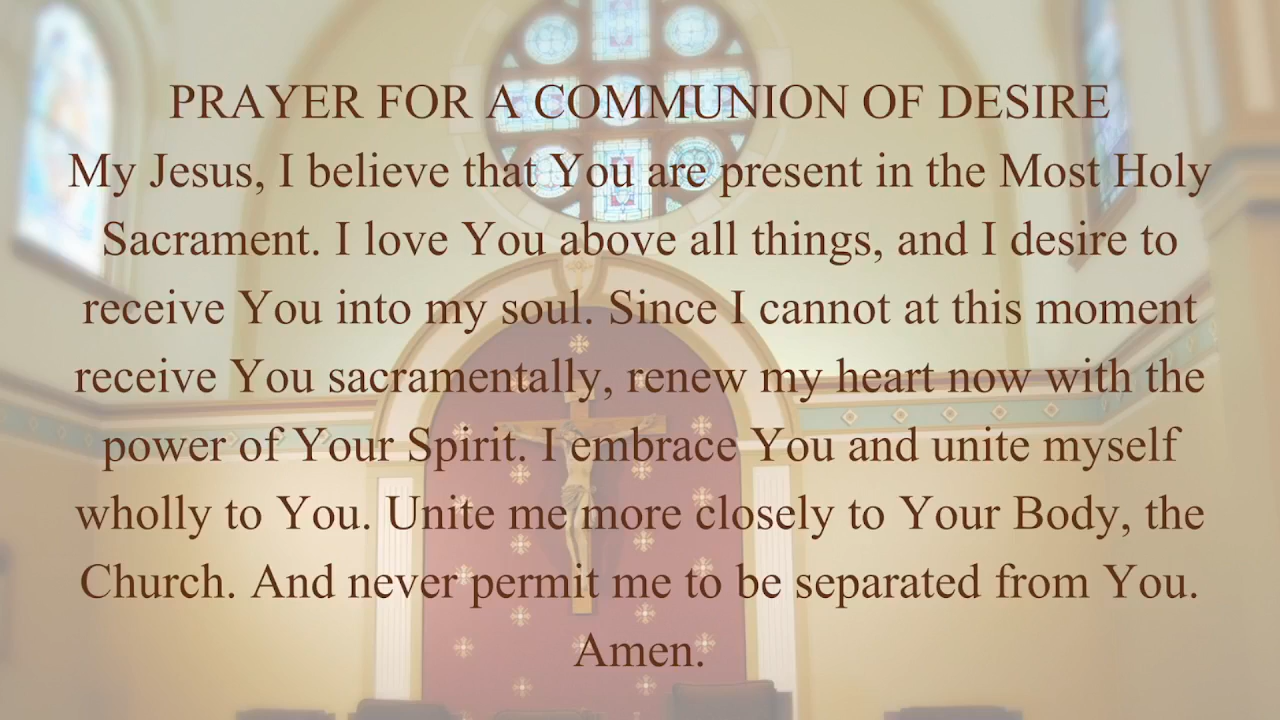 PRAYER FOR A COMMUNION OF DESIRE
My Jesus, I believe that You are present in the Most Holy
Sacrament. I love You above all things, and I desire to
receive You into my soul. Since I cannot at this moment
receive You sacramentally, renew my heart now with the
power of Your Spirit. I embrace You and unite myself
wholly to You. Unite me more closely to Your Body, the
Church. And never permit me to be separated from You.
Amen.